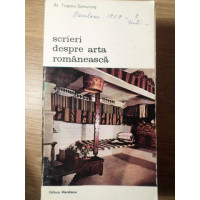 Al. Tzigara-Samurcaș
scrieri
despre arta
românească
Editura Meridiane